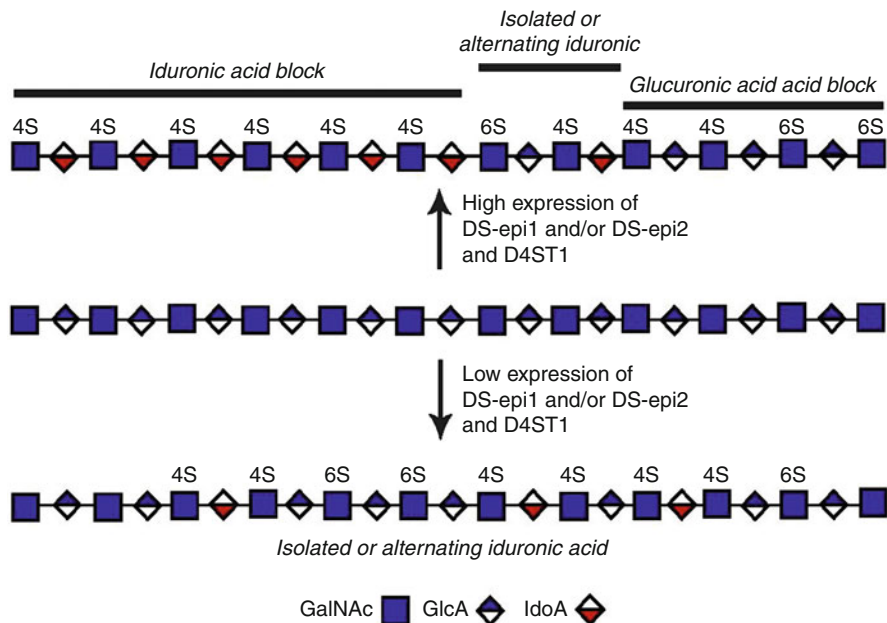 Isolated or
alternating iduronic
Iduronic acid block
Glucuronic acid acid block
4S 4S 4S 4S 4S 4S 6S 4S 4S 4S 6S 6S
High expression of
DS-epi1 and/or DS-epi2
and D4ST1
Low expression of
DS-epi1 and/or DS-epi2
and D4ST1
4S 4S 6S 6S 4S 4S 4S 4S 6S
Isolated or alternating iduronic acid
GalNAc GlcA IdoA